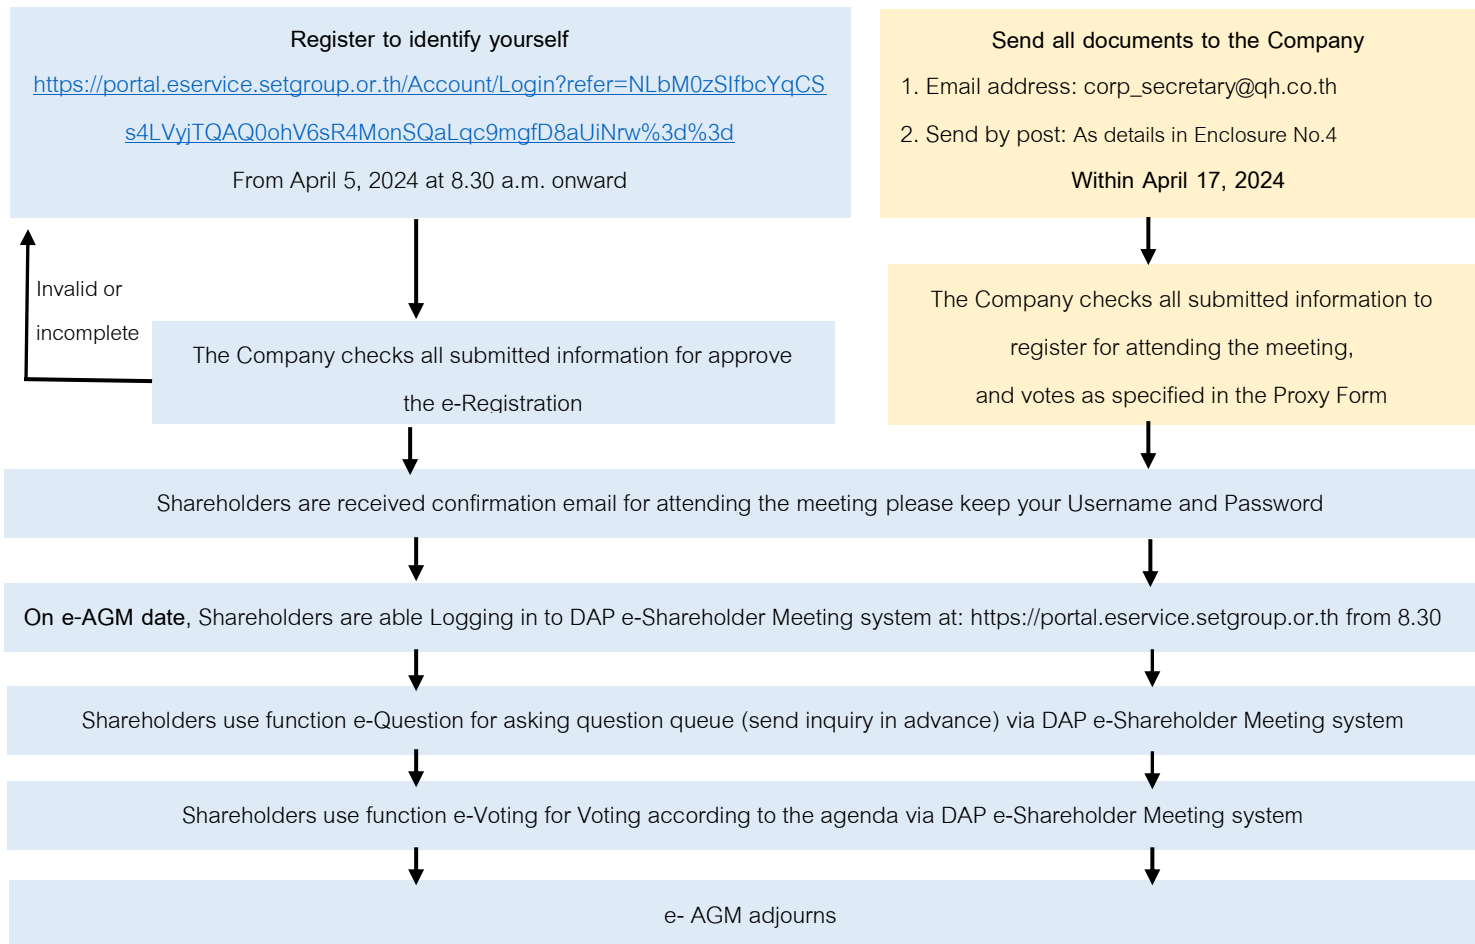 Register to identify yourself
https://portal.eservice.setgroup.or.th/Account/Login?refer=NLbM0zSIfbcYqCS
s4LVyjTQAQ0ohV6sR4MonSQaLqc9mgfD8aUiNrw%3d%3d
From April 5, 2024 at 8.30 a.m. onward
Send all documents to the Company
1. Email address: corp_secretary@qh.co.th
2. Send by post: As details in Enclosure No.4
Within April 17, 2024
Invalid or
incomplete
The Company checks all submitted information for approve
the e-Registration
The Company checks all submitted information to
register for attending the meeting,
and votes as specified in the Proxy Form
Shareholders are received confirmation email for attending the meeting please keep your Username and Password
On e-AGM date, Shareholders are able Logging in to DAP e-Shareholder Meeting system at: https://portal.eservice.setgroup.or.th from 8.30
Shareholders use function e-Question for asking question queue (send inquiry in advance) via DAP e-Shareholder Meeting system
Shareholders use function e-Voting for Voting according to the agenda via DAP e-Shareholder Meeting system
e- AGM adjourns